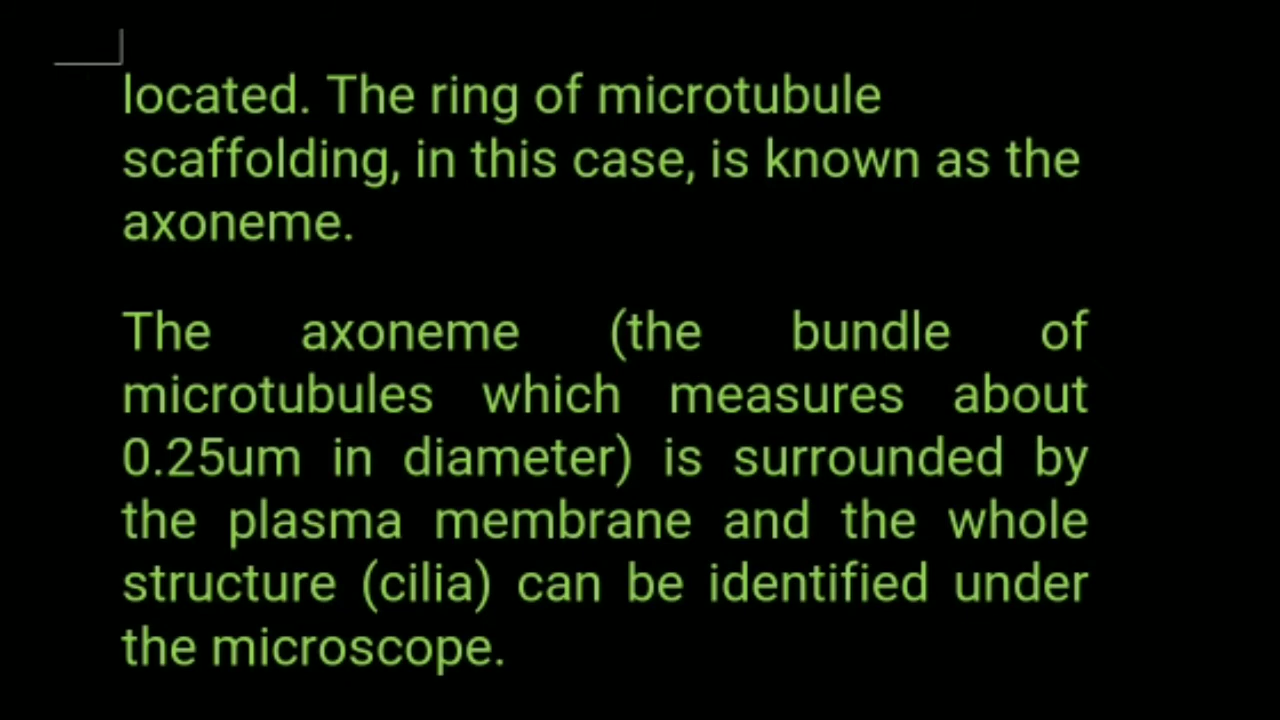 located. The ring of microtubule
scaffolding, in this case, is known as the
axoneme.
The axoneme (the bundle of
microtubules which measures about
0.25um in diameter) is surrounded by
the plasma membrane and the whole
structure (cilia) can be identified under
the microscope.